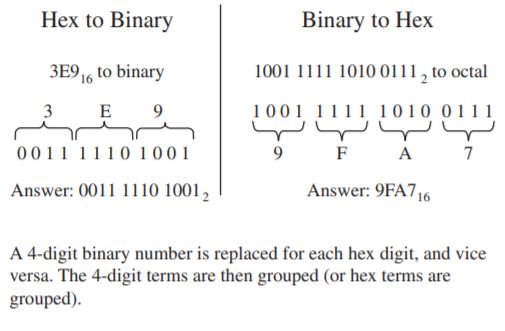 Hex to Binary
3E9₁₆ to binary
3 E 9
0 0 1 1 1 1 1 0 1 0 0 1
Answer: 0011 1110 1001₂
Binary to Hex
1001 1111 1010 0111 ₂ to octal
1 0 0 1 1 1 1 1 1 0 1 0 0 1 1 1
9 F A 7
Answer: 9FA7₁₆
A 4-digit binary number is replaced for each hex digit, and vice
versa. The 4-digit terms are then grouped (or hex terms are
grouped).